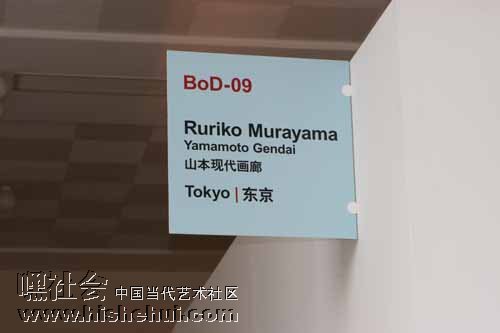 BoD-09
Ruriko Murayama
Yamamoto Gendai
山本现代画廊
Tokyo | 东京
嘿社会 中国当代艺术社区
www.hishehui.com